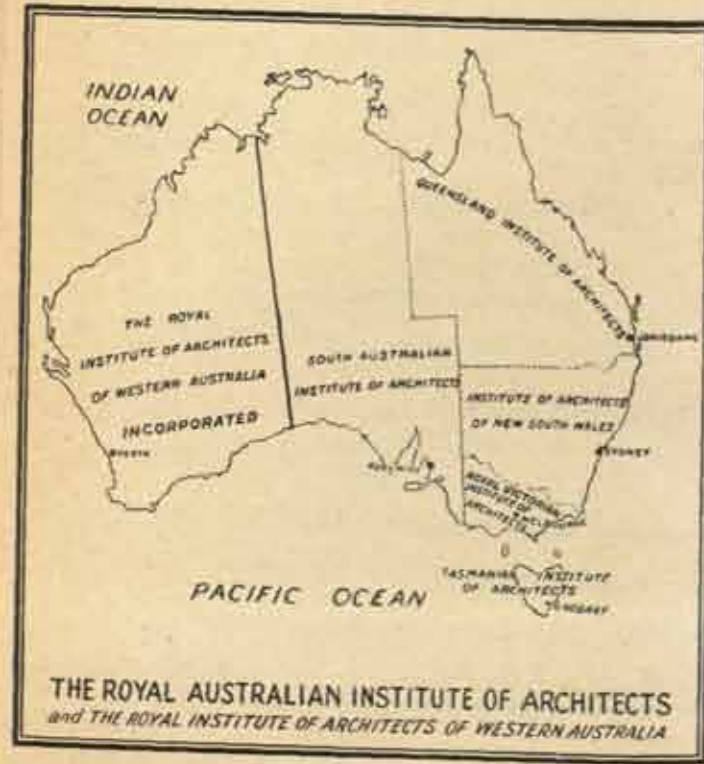 INDIAN
OCEAN
QUEENSLAND INSTITUTE OF ARCHITECTS
BRISBANE
THE ROYAL
INSTITUTE OF ARCHITECTS
OF WESTERN AUSTRALIA
INCORPORATED
PERTH
SOUTH AUSTRALIAN
INSTITUTE OF ARCHITECTS
ADELAIDE
INSTITUTE OF ARCHITECTS
OF NEW SOUTH WALES
SYDNEY
ROYAL VICTORIAN
INSTITUTE OF
ARCHITECTS
MELBOURNE
TASMANIAN INSTITUTE
OF ARCHITECTS
HOBART
PACIFIC OCEAN
THE ROYAL AUSTRALIAN INSTITUTE OF ARCHITECTS
and THE ROYAL INSTITUTE OF ARCHITECTS OF WESTERN AUSTRALIA